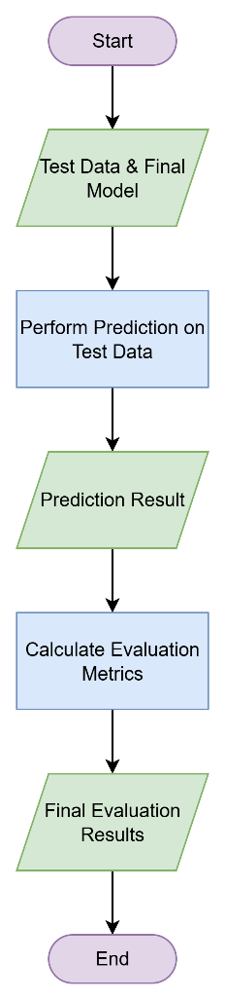 Start
Test Data & Final
Model
Perform Prediction on
Test Data
Prediction Result
Calculate Evaluation
Metrics
Final Evaluation
Results
End